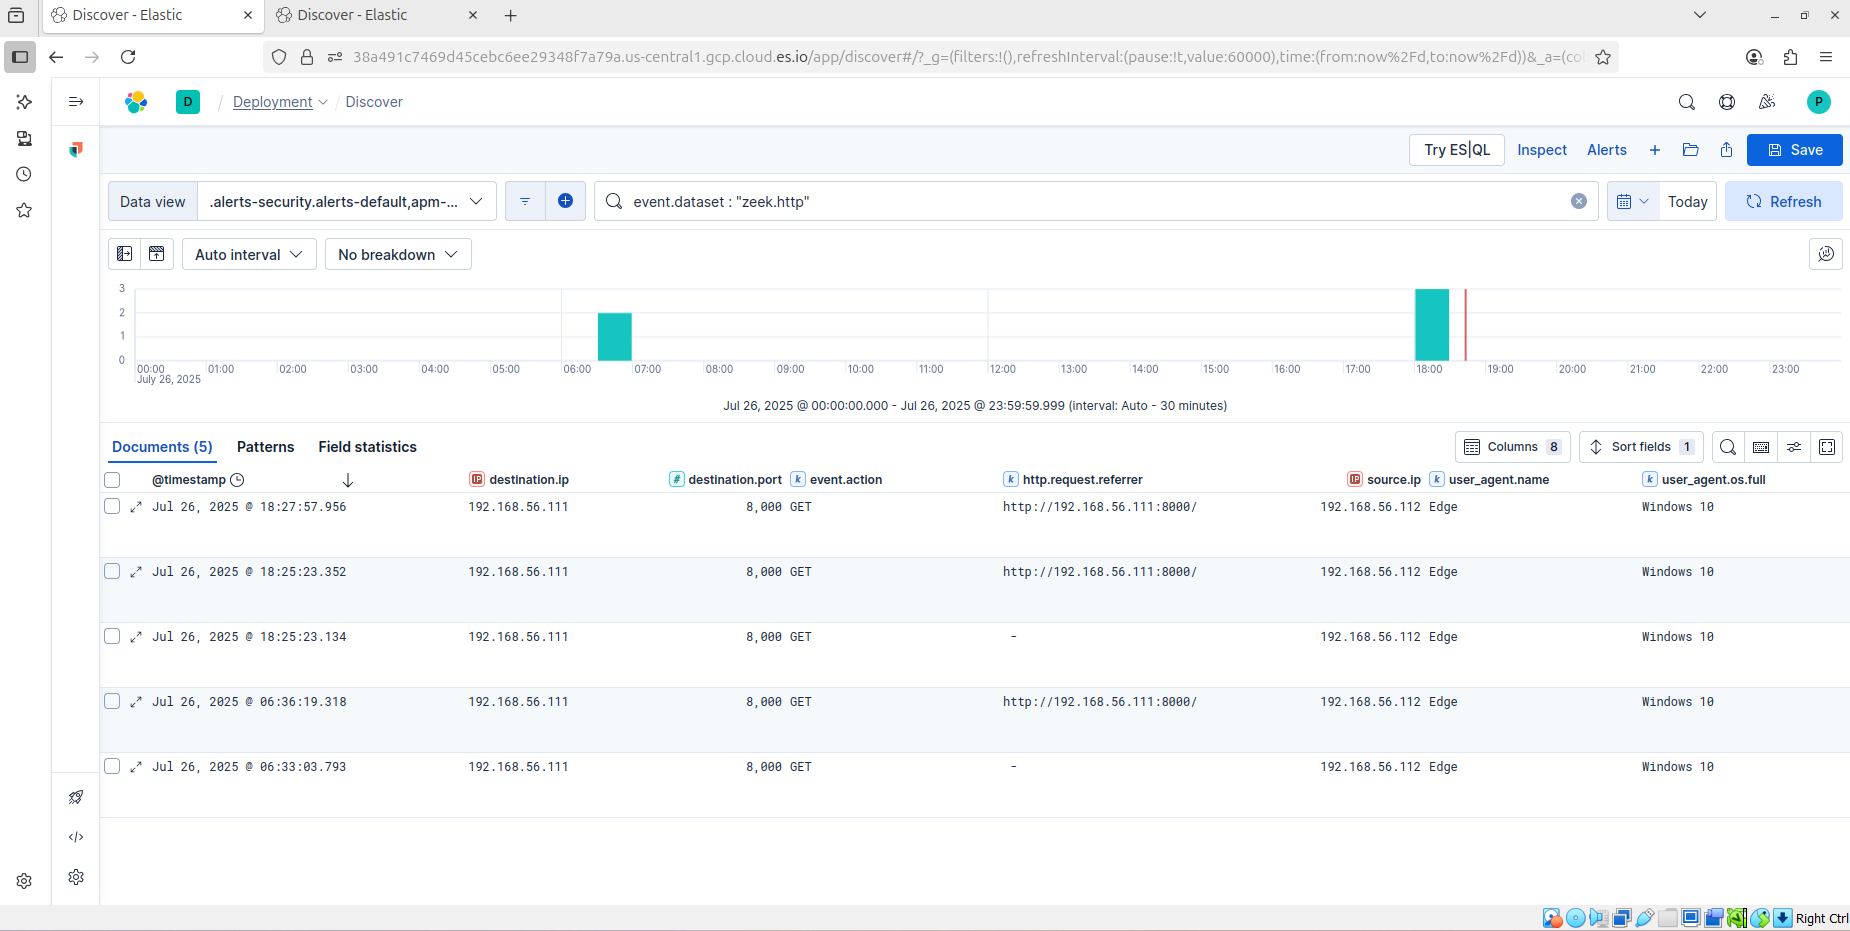 Discover - Elastic
Discover - Elastic
38a491c7469d45cebc6ee29348f7a79a.us-central1.gcp.cloud.es.io/app/discover#/?_g=(filters:!(),refreshInterval:(pause:!t,value:60000),time:(from:now%2Fd,to:now%2Fd))&_a=(co
D / Deployment / Discover P
Try ES|QL Inspect Alerts Save
Data view .alerts-security.alerts-default,apm-... event.dataset : "zeek.http" Today Refresh
Auto interval No breakdown
3
2
1
0
00:00 01:00 02:00 03:00 04:00 05:00 06:00 07:00 08:00 09:00 10:00 11:00 12:00 13:00 14:00 15:00 16:00 17:00 18:00 19:00 20:00 21:00 22:00 23:00
July 26, 2025
Jul 26, 2025 @ 00:00:00.000 - Jul 26, 2025 @ 23:59:59.999 (interval: Auto - 30 minutes)
Documents (5) Patterns Field statistics Columns 8 Sort fields 1
@timestamp IP destination.ip # destination.port k event.action k http.request.referrer IP source.ip k user_agent.name k user_agent.os.full
Jul 26, 2025 @ 18:27:57.956 192.168.56.111 8,000 GET http://192.168.56.111:8000/ 192.168.56.112 Edge Windows 10
Jul 26, 2025 @ 18:25:23.352 192.168.56.111 8,000 GET http://192.168.56.111:8000/ 192.168.56.112 Edge Windows 10
Jul 26, 2025 @ 18:25:23.134 192.168.56.111 8,000 GET - 192.168.56.112 Edge Windows 10
Jul 26, 2025 @ 06:36:19.318 192.168.56.111 8,000 GET http://192.168.56.111:8000/ 192.168.56.112 Edge Windows 10
Jul 26, 2025 @ 06:33:03.793 192.168.56.111 8,000 GET - 192.168.56.112 Edge Windows 10
Right Ctrl